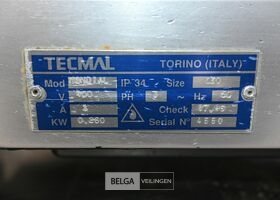 TECMAL TORINO (ITALY)
Mod IP 34 Size
V 400 PH 3 ~ Hz 50
A Check
KW 0.260 Serial N° 4550
BELGA VEILINGEN